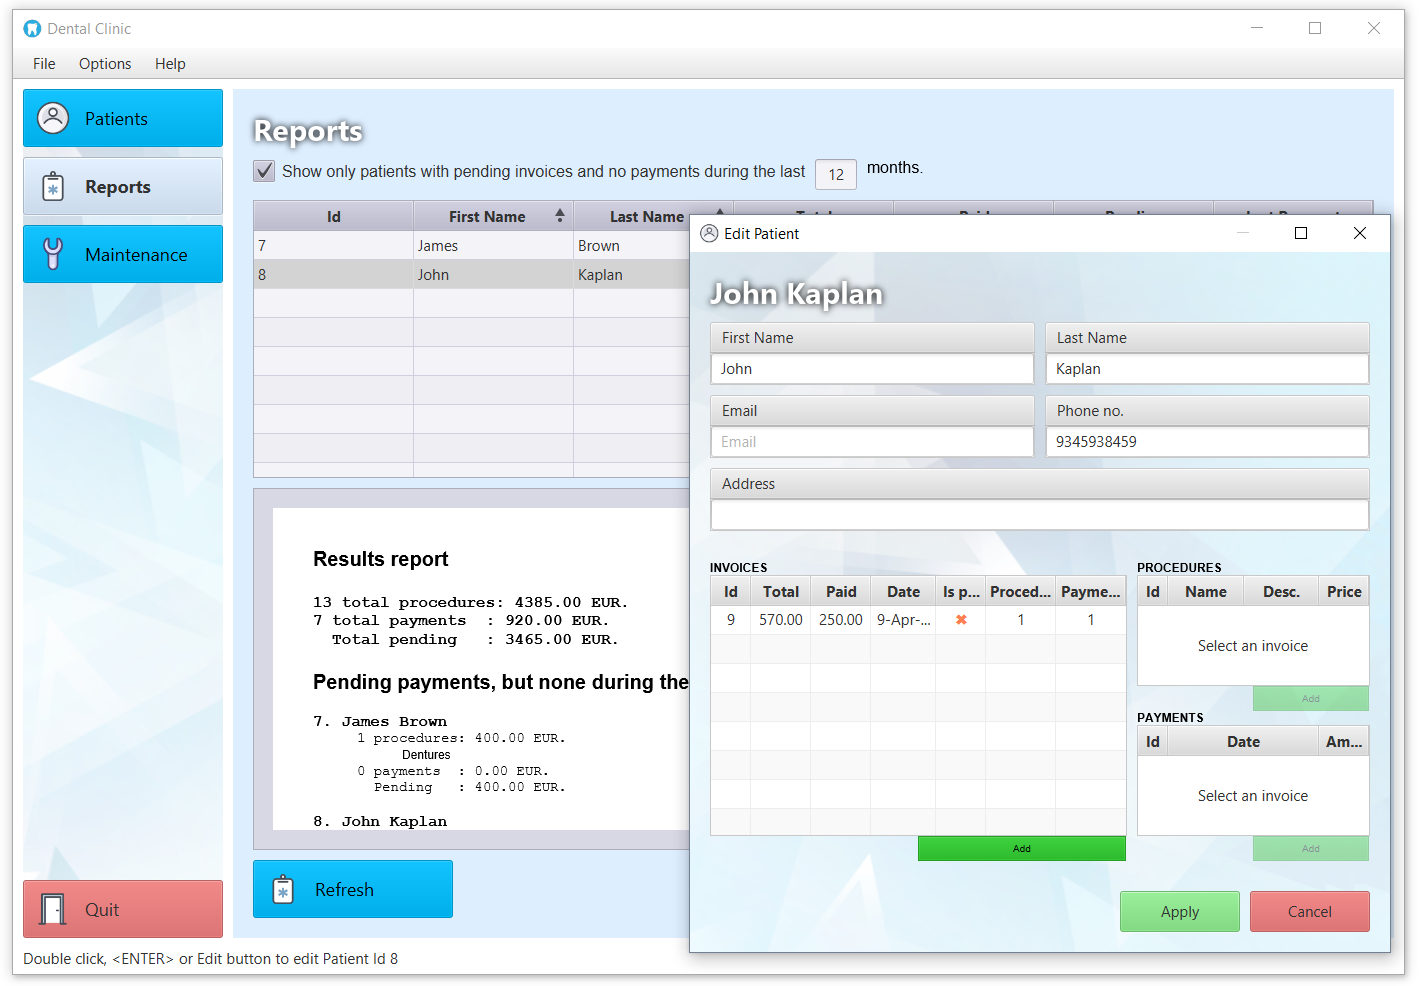 Dental Clinic
File Options Help
Patients
Reports
Maintenance
Quit
Reports
Show only patients with pending invoices and no payments during the last 12 months.
Id First Name Last Name
7 James Brown
8 John Kaplan
Results report
13 total procedures: 4385.00 EUR.
7 total payments : 920.00 EUR.
Total pending : 3465.00 EUR.
Pending payments, but none during the
7. James Brown
1 procedures: 400.00 EUR.
Dentures
0 payments : 0.00 EUR.
Pending : 400.00 EUR.
8. John Kaplan
Refresh
Double click, <ENTER> or Edit button to edit Patient Id 8
Edit Patient
John Kaplan
First Name Last Name
John Kaplan
Email Phone no.
Email 9345938459
Address
INVOICES
Id Total Paid Date Is p... Proced... Payme...
9 570.00 250.00 9-Apr-... 1 1
Add
PROCEDURES
Id Name Desc. Price
Select an invoice
Add
PAYMENTS
Id Date Am...
Select an invoice
Add
Apply Cancel